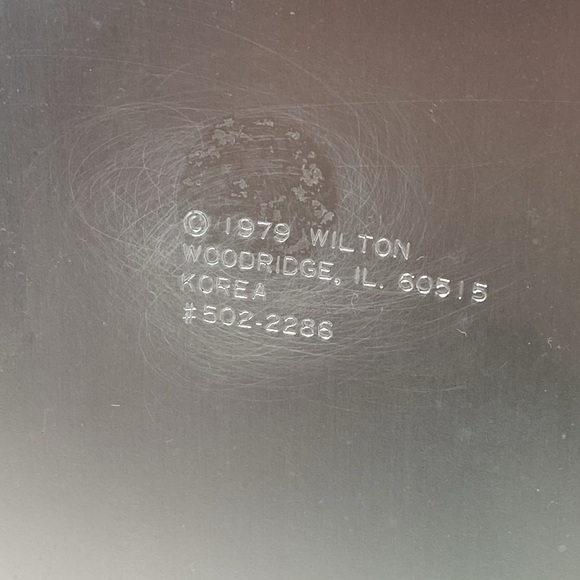 © 1979 WILTON
WOODRIDGE, IL. 60515
KOREA
#502-2286